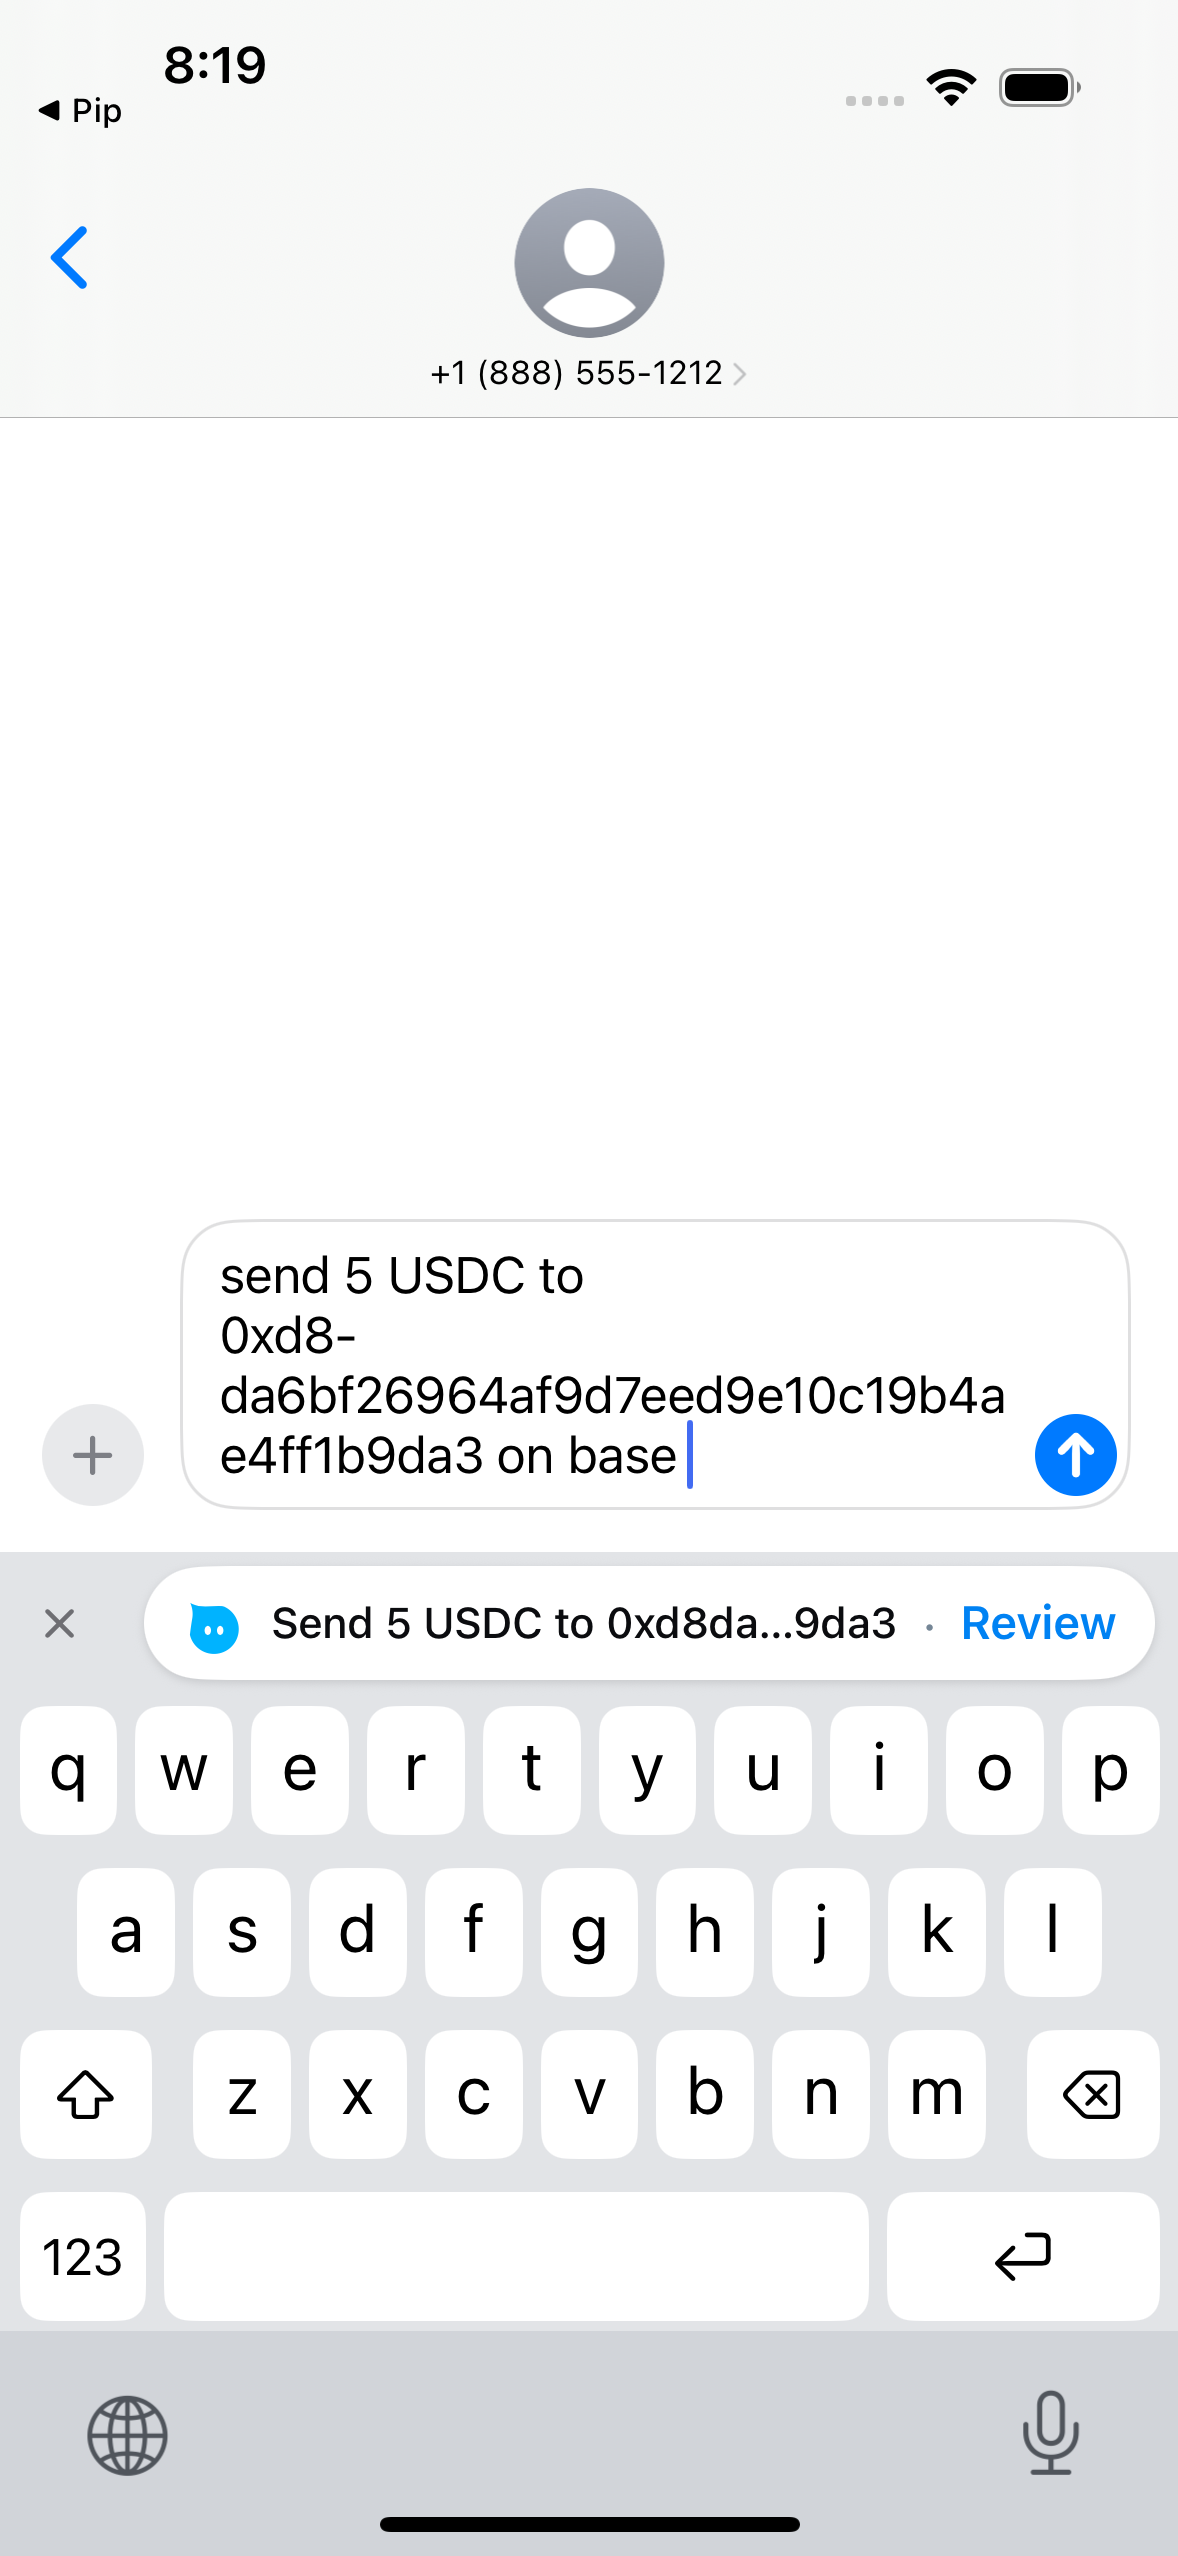 8:19
◀ Pip
+1 (888) 555-1212
send 5 USDC to
0xd8-
da6bf26964af9d7eed9e10c19b4a
e4ff1b9da3 on base
Send 5 USDC to 0xd8da...9da3 · Review
q w e r t y u i o p
a s d f g h j k l
z x c v b n m
123